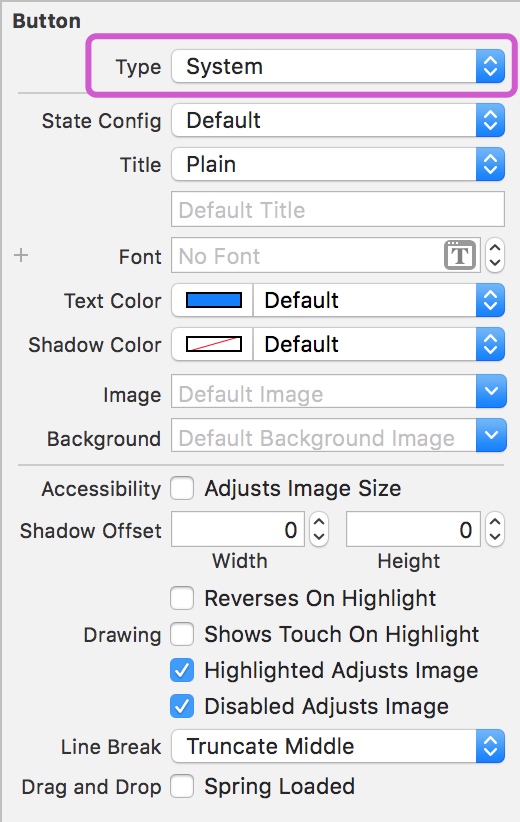 Button
Type System
State Config Default
Title Plain
Default Title
Font No Font T
Text Color Default
Shadow Color Default
Image Default Image
Background Default Background Image
Accessibility Adjusts Image Size
Shadow Offset 0 0
Width Height
Reverses On Highlight
Drawing Shows Touch On Highlight
Highlighted Adjusts Image
Disabled Adjusts Image
Line Break Truncate Middle
Drag and Drop Spring Loaded